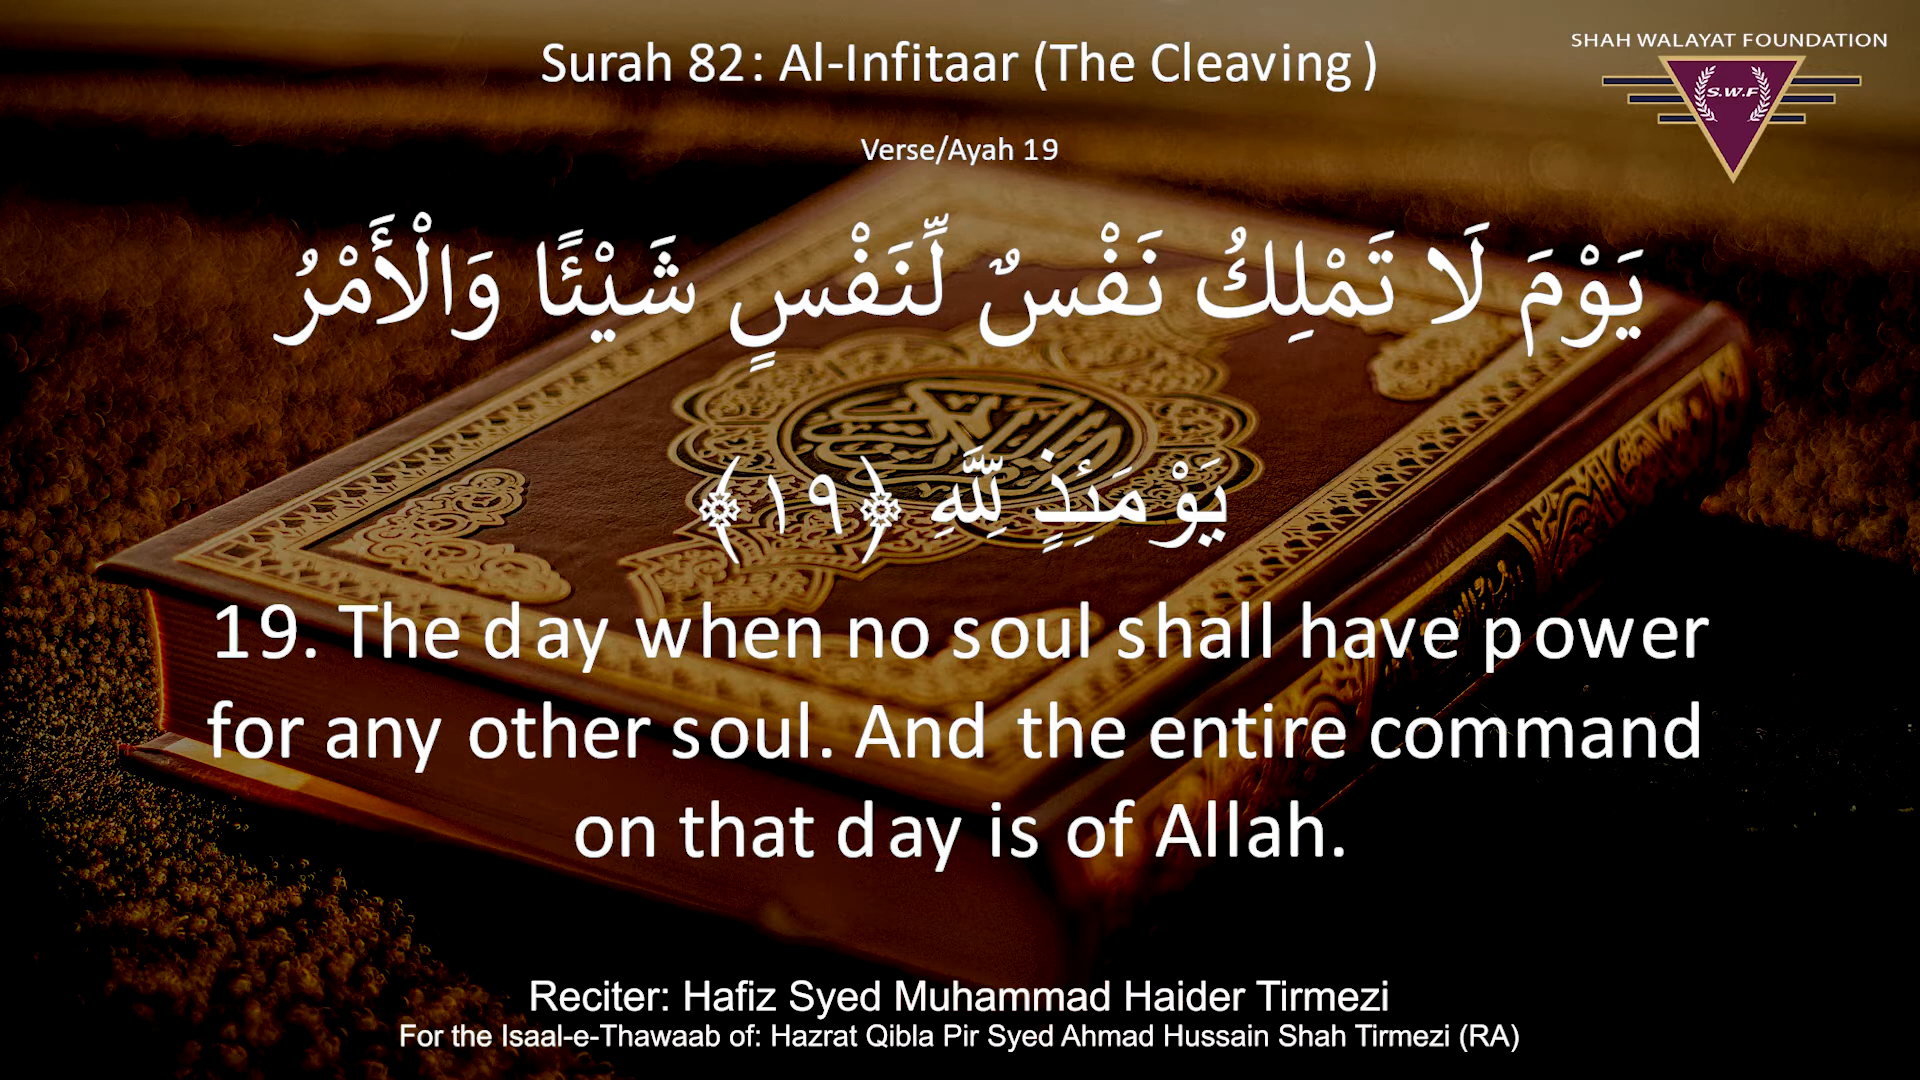 Surah 82: Al-Infitaar (The Cleaving )
SHAH WALAYAT FOUNDATION
S.W.F
Verse/Ayah 19
يَوْمَ لَا تَمْلِكُ نَفْسٌ لِّنَفْسٍ شَيْئًا وَالْأَمْرُ
يَوْمَئِذٍ لِّلَّهِ ﴿١٩﴾
19. The day when no soul shall have power
for any other soul. And the entire command
on that day is of Allah.
Reciter: Hafiz Syed Muhammad Haider Tirmezi
For the Isaal-e-Thawaab of: Hazrat Qibla Pir Syed Ahmad Hussain Shah Tirmezi (RA)